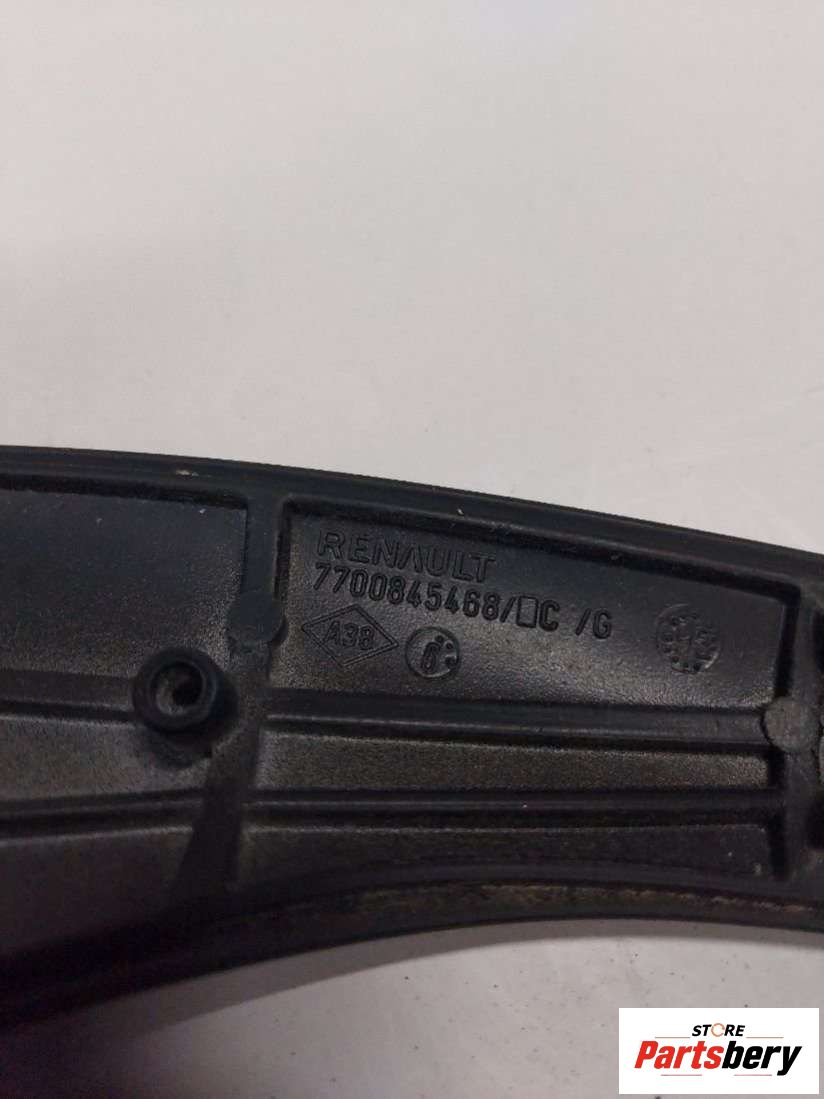 RENAULT
7700845468/□C /G
A38
STORE
Partsbery